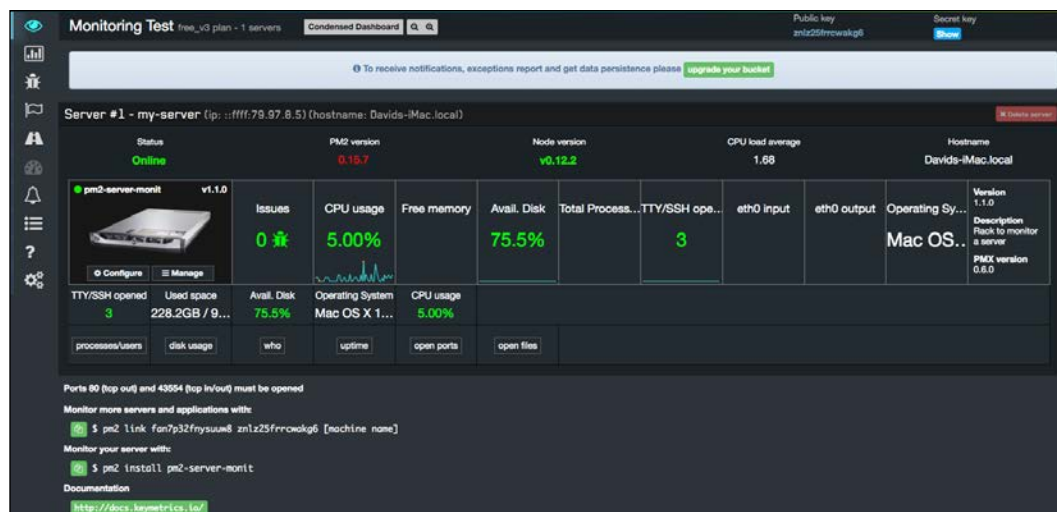 Monitoring Test free_v3 plan - 1 servers Condensed Dashboard
Public key
znlz25frrcwakg6
Secret key
Show
To receive notifications, exceptions report and get data persistence please upgrade your bucket
Server #1 - my-server (ip: ::ffff:79.97.8.5) (hostname: Davids-iMac.local) Delete server
Status PM2 version Node version CPU load average Hostname
Online 0.15.7 v0.12.2 1.68 Davids-iMac.local
pm2-server-monit v1.1.0
Configure Manage
Issues
0
CPU usage
5.00%
Free memory
Avail. Disk
75.5%
Total Process...
TTY/SSH ope...
3
eth0 input
eth0 output
Operating Sy...
Mac OS..
Version
1.1.0
Description
Rack to monitor
a server
PMX version
0.6.0
TTY/SSH opened Used space Avail. Disk Operating System CPU usage
3 228.2GB / 9... 75.5% Mac OS X 1... 5.00%
processes/users disk usage who uptime open ports open files
Ports 80 (tcp out) and 43554 (tcp in/out) must be opened
Monitor more servers and applications with:
$ pm2 link fan7p32fnysuuw8 znlz25frrcwakg6 [machine name]
Monitor your server with:
$ pm2 install pm2-server-monit
Documentation
http://docs.keymetrics.io/